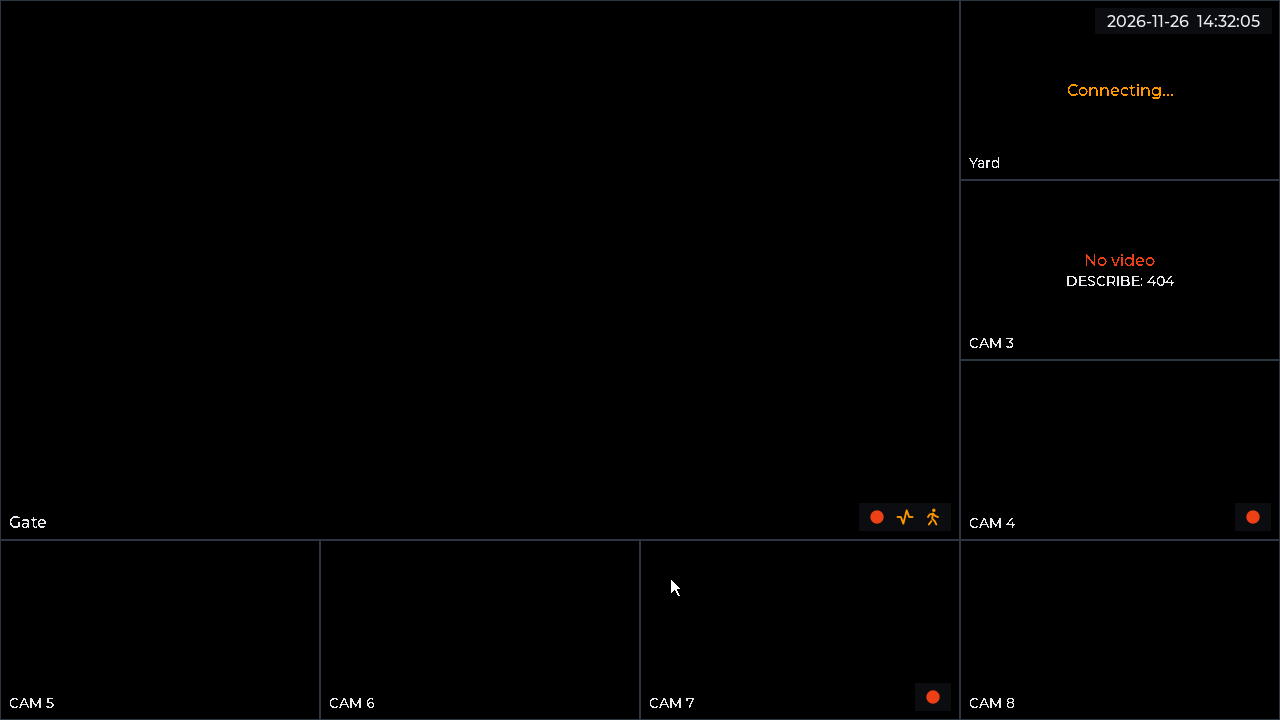 2026-11-26 14:32:05
Connecting...
Yard
No video
DESCRIBE: 404
CAM 3
Gate
CAM 4
CAM 5
CAM 6
CAM 7
CAM 8